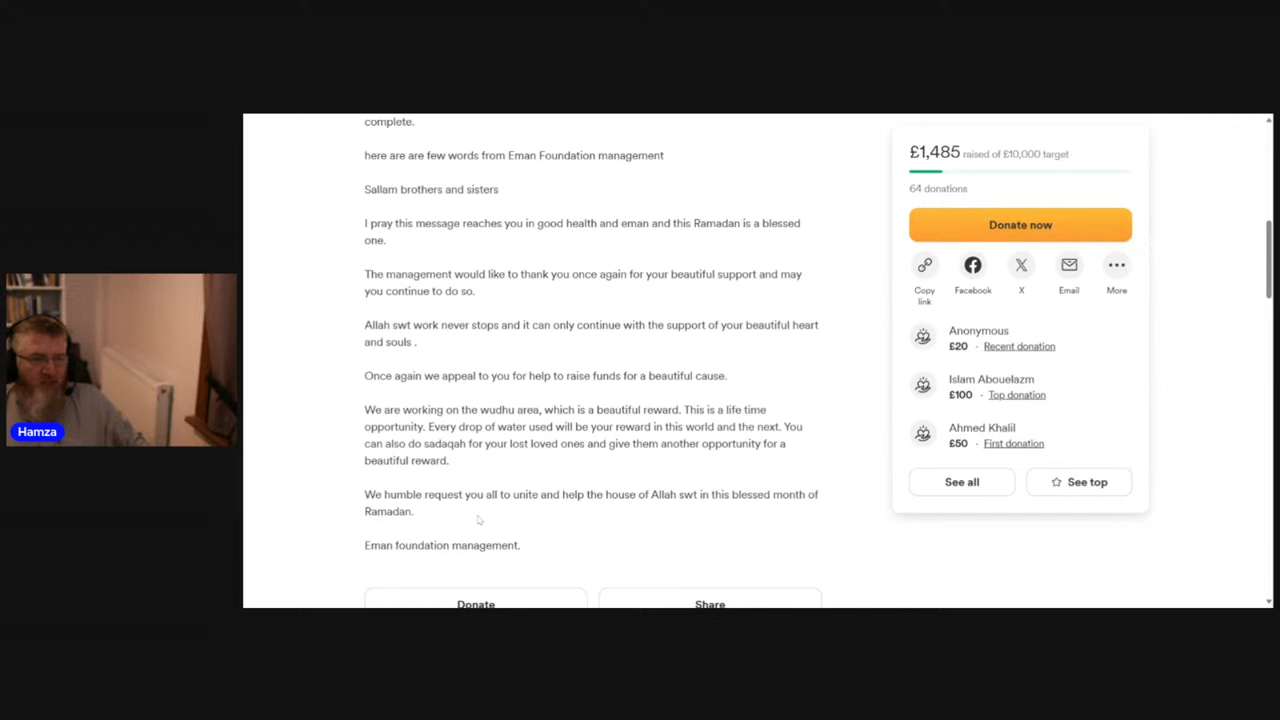 complete.
here are are few words from Eman Foundation management
Sallam brothers and sisters
I pray this message reaches you in good health and eman and this Ramadan is a blessed
one.
The management would like to thank you once again for your beautiful support and may
you continue to do so.
Allah swt work never stops and it can only continue with the support of your beautiful heart
and souls .
Once again we appeal to you for help to raise funds for a beautiful cause.
We are working on the wudhu area, which is a beautiful reward. This is a life time
opportunity. Every drop of water used will be your reward in this world and the next. You
can also do sadaqah for your lost loved ones and give them another opportunity for a
beautiful reward.
We humble request you all to unite and help the house of Allah swt in this blessed month of
Ramadan.
Eman foundation management.
Donate
Share
£1,485 raised of £10,000 target
64 donations
Donate now
Copy
link
Facebook
X
Email
More
Anonymous
£20 · Recent donation
Islam Abouelazm
£100 · Top donation
Ahmed Khalil
£50 · First donation
See all
See top
Hamza